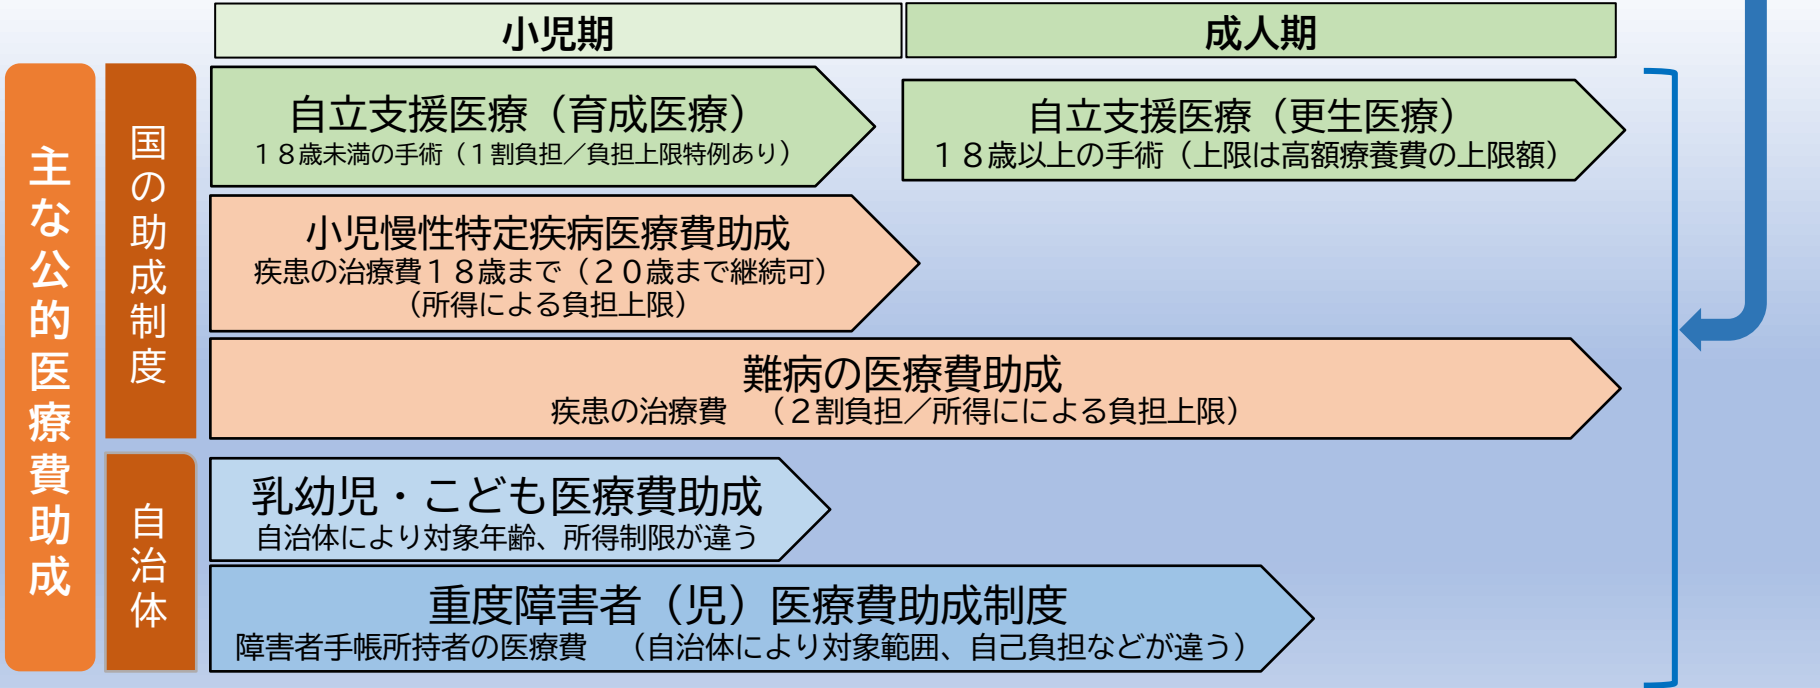 小児期
成人期
主な公的医療費助成
国の助成制度
自立支援医療（育成医療）
１８歳未満の手術（１割負担／負担上限特例あり）
自立支援医療（更生医療）
１８歳以上の手術（上限は高額療養費の上限額）
小児慢性特定疾病医療費助成
疾患の治療費１８歳まで（２０歳まで継続可）
（所得による負担上限）
難病の医療費助成
疾患の治療費　（２割負担／所得にによる負担上限）
自治体
乳幼児・こども医療費助成
自治体により対象年齢、所得制限が違う
重度障害者（児）医療費助成制度
障害者手帳所持者の医療費　（自治体により対象範囲、自己負担などが違う）